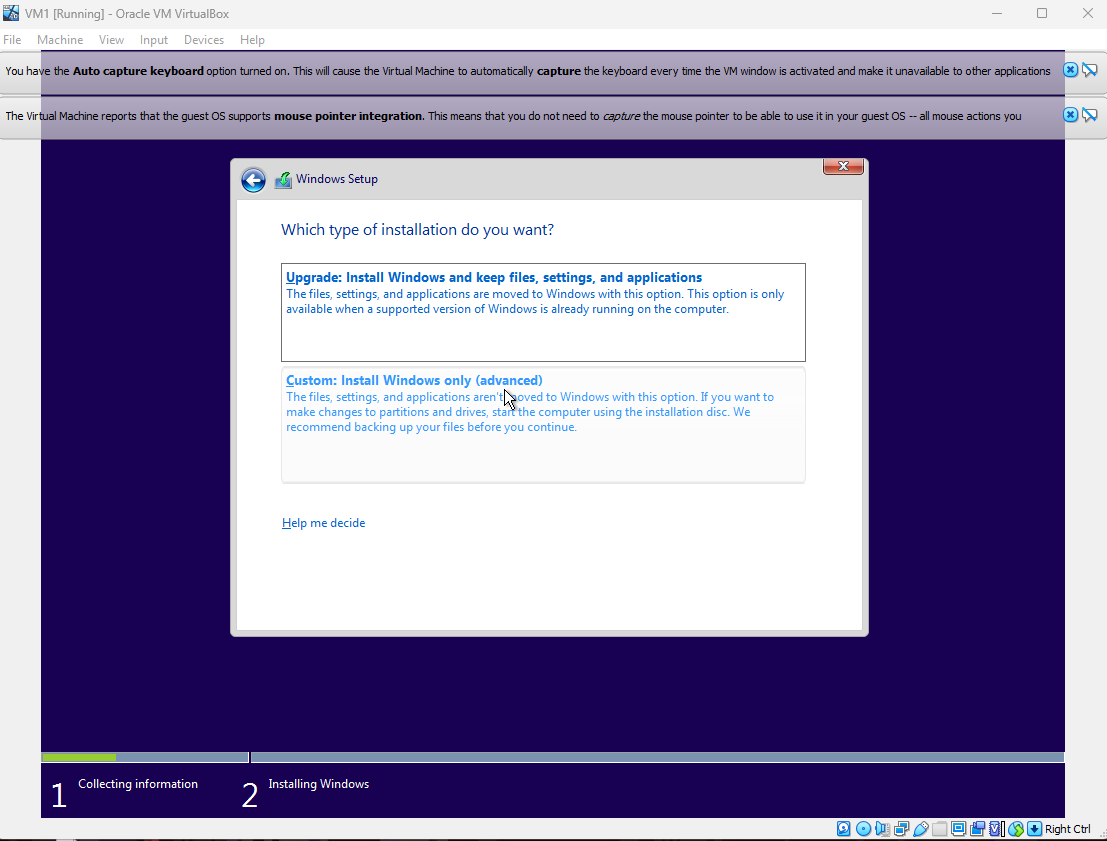 VM1 [Running] - Oracle VM VirtualBox
File Machine View Input Devices Help
You have the Auto capture keyboard option turned on. This will cause the Virtual Machine to automatically capture the keyboard every time the VM window is activated and make it unavailable to other applications
The Virtual Machine reports that the guest OS supports mouse pointer integration. This means that you do not need to capture the mouse pointer to be able to use it in your guest OS -- all mouse actions you
Windows Setup
Which type of installation do you want?
Upgrade: Install Windows and keep files, settings, and applications
The files, settings, and applications are moved to Windows with this option. This option is only
available when a supported version of Windows is already running on the computer.
Custom: Install Windows only (advanced)
The files, settings, and applications aren't moved to Windows with this option. If you want to
make changes to partitions and drives, start the computer using the installation disc. We
recommend backing up your files before you continue.
Help me decide
1 Collecting information
2 Installing Windows
Right Ctrl